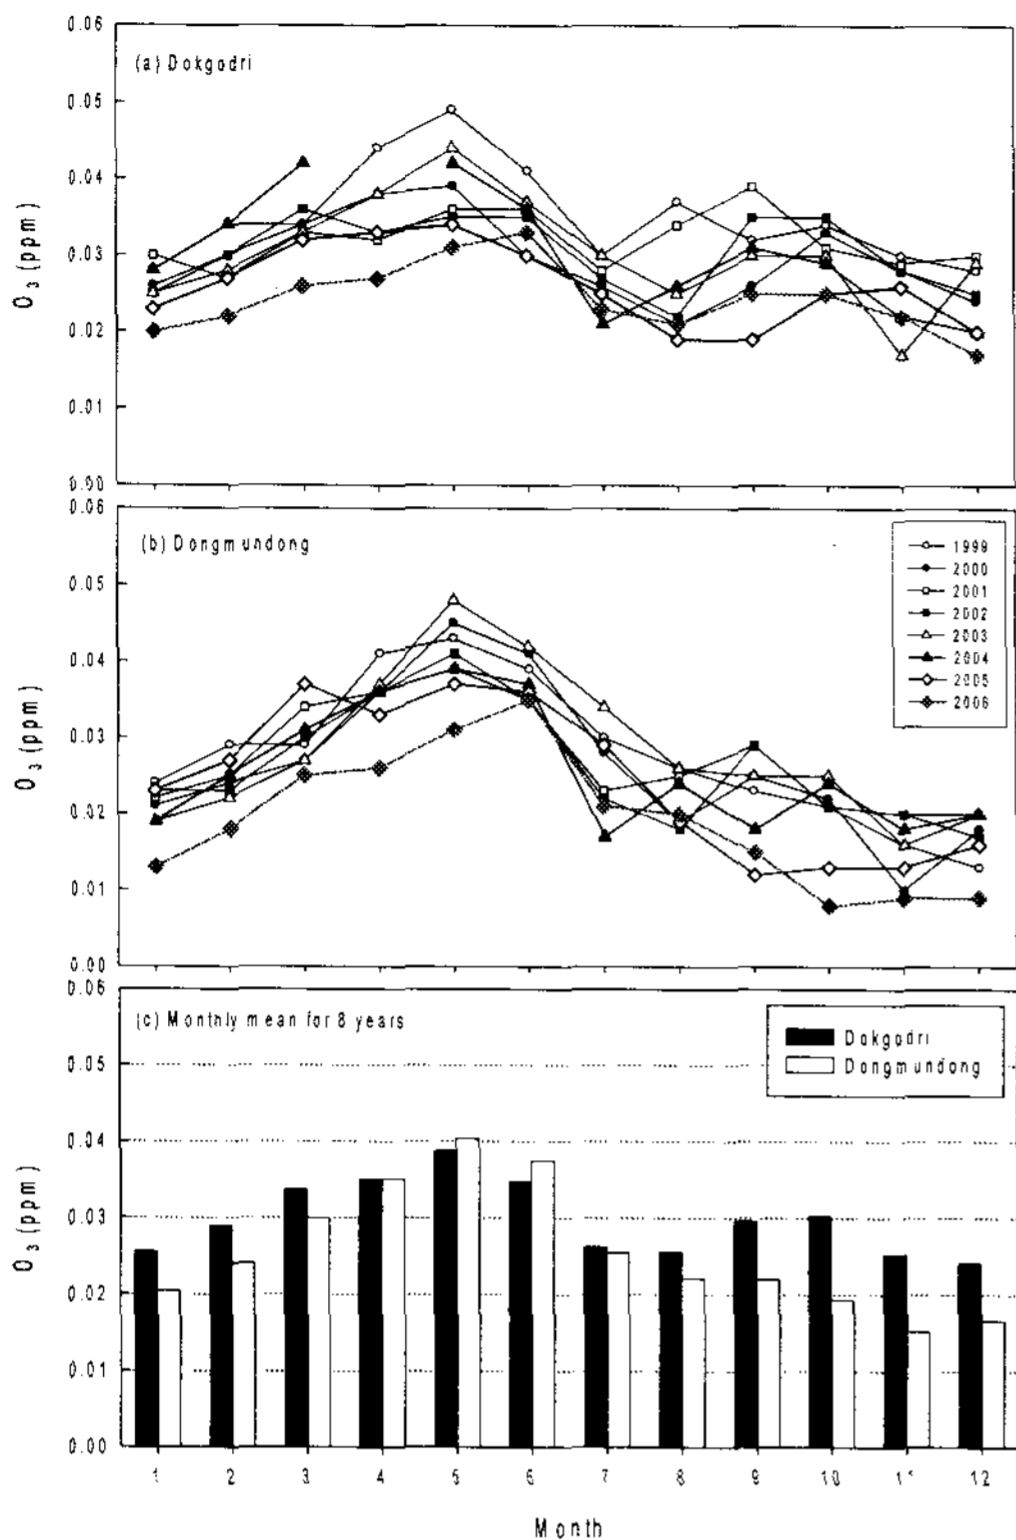 0.06
(a) Dokgodri
0.05
0.04
0.03
0.02
0.01
0.00
O3 (ppm)
0.06
(b) Dongmundong
0.05
0.04
0.03
0.02
0.01
0.00
O3 (ppm)
1999
2000
2001
2002
2003
2004
2005
2006
0.06
(c) Monthly mean for 8 years
0.05
0.04
0.03
0.02
0.01
0.00
O3 (ppm)
Dokgodri
Dongmundong
1 2 3 4 5 6 7 8 9 10 11 12
Month